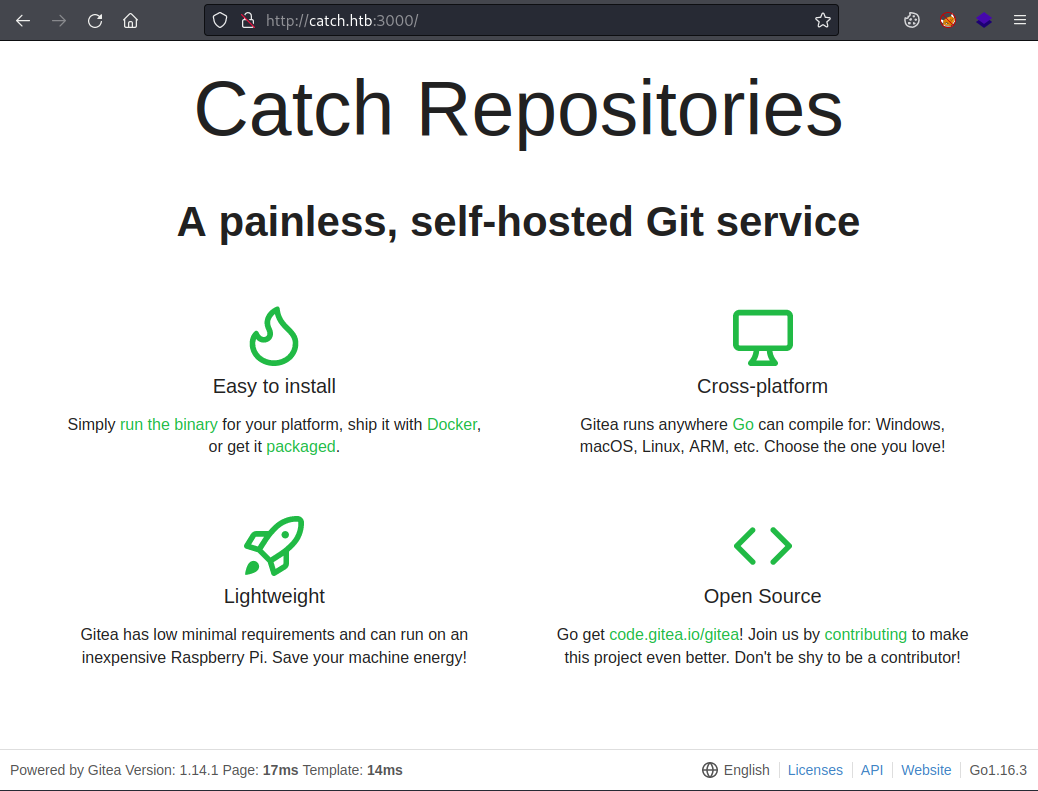 http://catch.htb:3000/
Catch Repositories
A painless, self-hosted Git service
Easy to install
Simply run the binary for your platform, ship it with Docker,
or get it packaged.
Cross-platform
Gitea runs anywhere Go can compile for: Windows,
macOS, Linux, ARM, etc. Choose the one you love!
Lightweight
Gitea has low minimal requirements and can run on an
inexpensive Raspberry Pi. Save your machine energy!
Open Source
Go get code.gitea.io/gitea! Join us by contributing to make
this project even better. Don't be shy to be a contributor!
Powered by Gitea Version: 1.14.1 Page: 17ms Template: 14ms
English Licenses API Website Go1.16.3